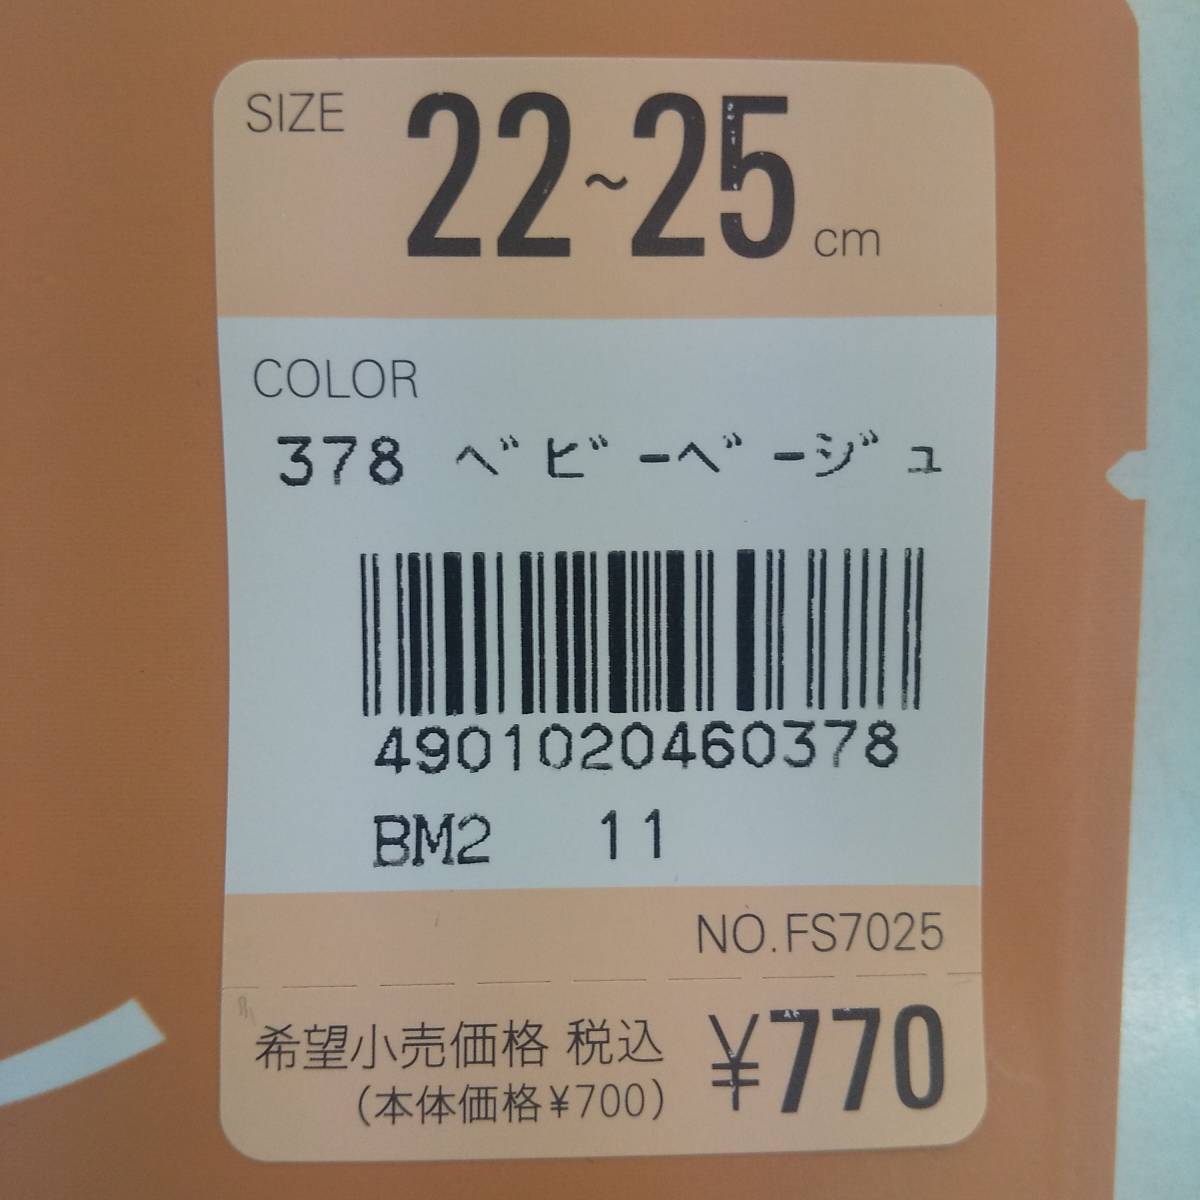 SIZE 22~25 cm
COLOR
378 ベビーベージュ
4901020460378
BM2 11
NO.FS7025
希望小売価格 税込 ¥770
(本体価格¥700)